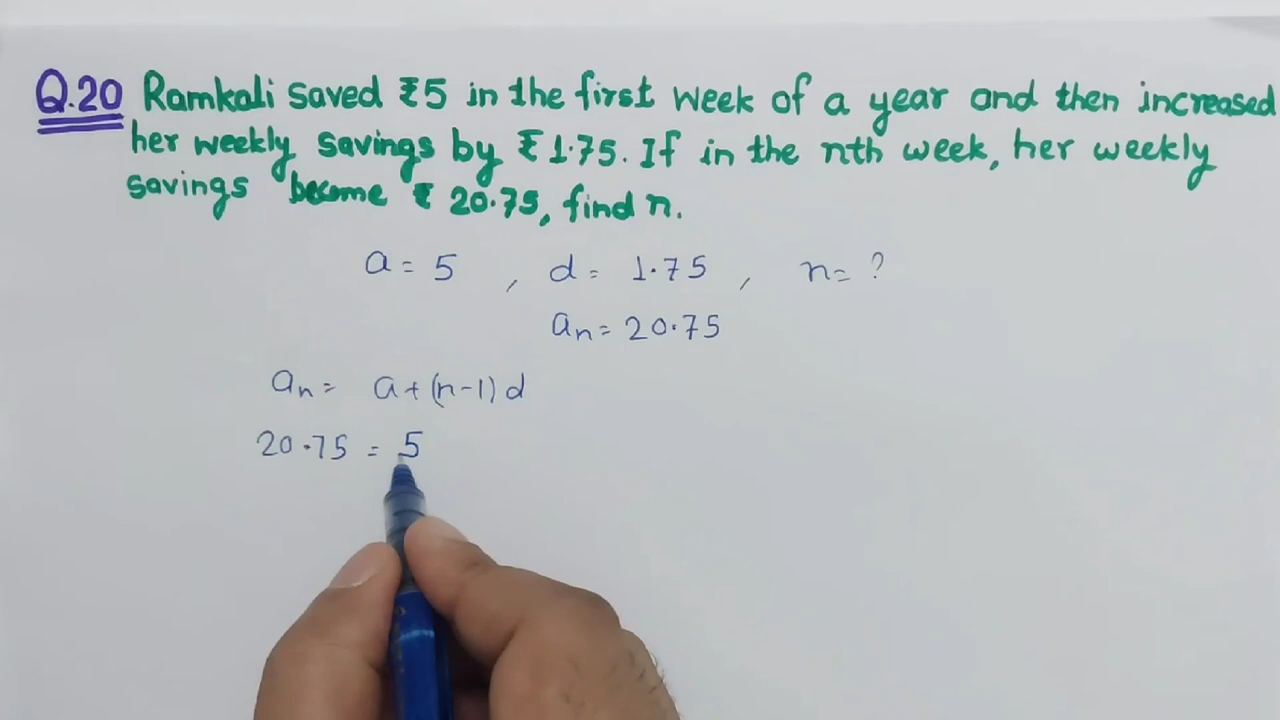 Q.20 Ramkali saved ₹5 in the first week of a year and then increased
her weekly savings by ₹1.75. If in the nth week, her weekly
savings become ₹ 20.75, find n.
a = 5 , d = 1.75 , n = ?
an = 20.75
an = a + (n-1) d
20.75 = 5